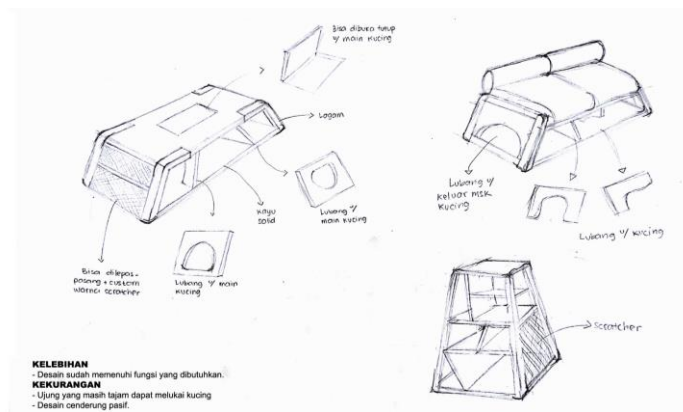 Bisa dibuka tutup
u/ main kucing
Logam
Lubang u/
main kucing
Kayu
solid
Lubang u/ main
kucing
Bisa dilepas-
pasang + custom
warna scratcher
Lubang u/
keluar msk
kucing
Lubang u/ kucing
Scratcher
KELEBIHAN
- Desain sudah memenuhi fungsi yang dibutuhkan.
KEKURANGAN
- Ujung yang masih tajam dapat melukai kucing
- Desain cenderung pasif.